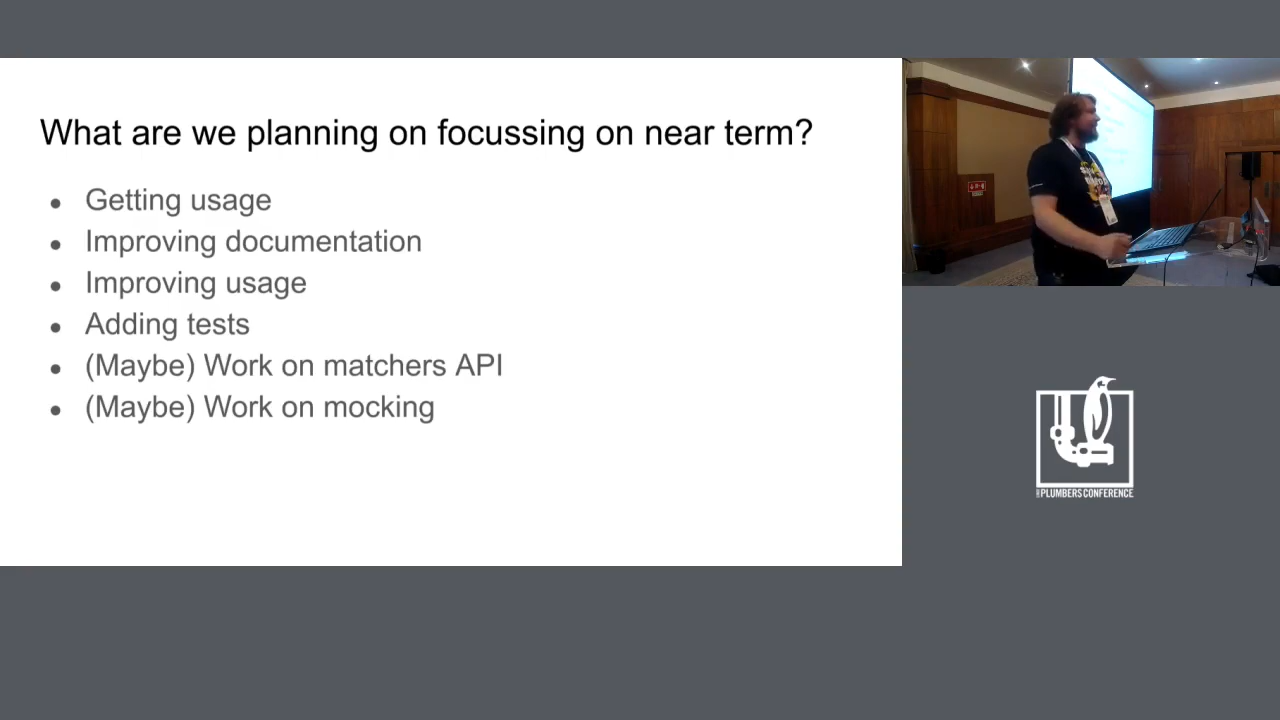 What are we planning on focussing on near term?
Getting usage
Improving documentation
Improving usage
Adding tests
(Maybe) Work on matchers API
(Maybe) Work on mocking
PLUMBERS CONFERENCE